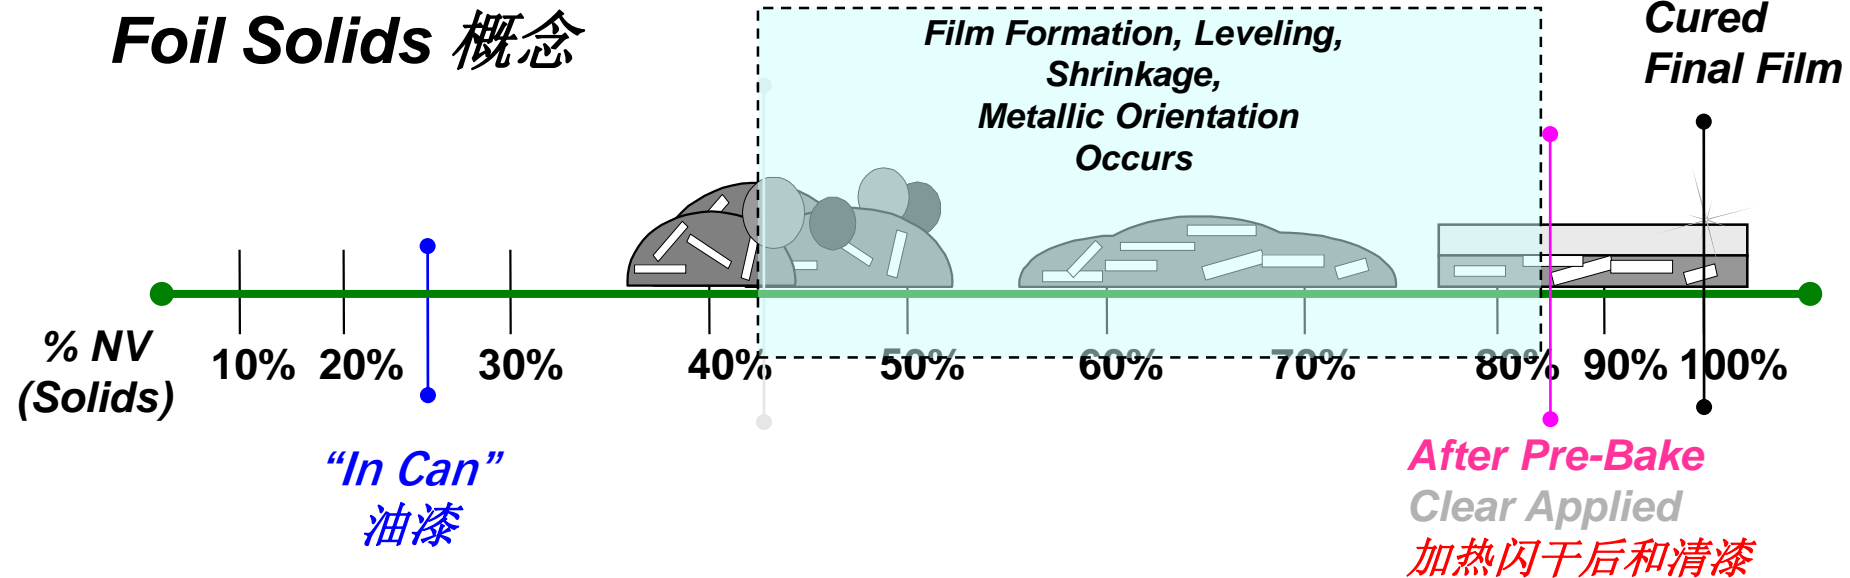 Foil Solids 概念
Film Formation, Leveling,
Shrinkage,
Metallic Orientation
Occurs
Cured
Final Film
% NV
(Solids)
10% 20% 30% 40% 50% 60% 70% 80% 90% 100%
“In Can”
油漆
After Pre-Bake
Clear Applied
加热闪干后和清漆